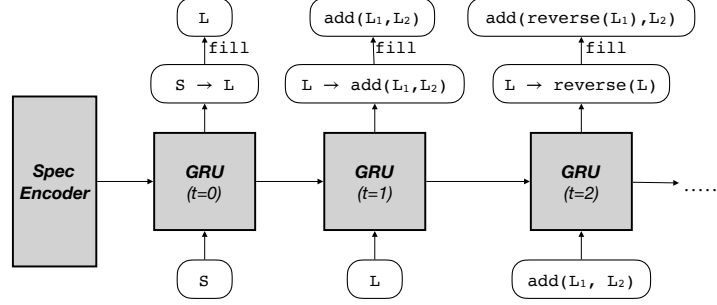 L
add(L₁,L₂)
add(reverse(L₁),L₂)
fill
fill
fill
S → L
L → add(L₁,L₂)
L → reverse(L)
Spec
Encoder
GRU
(t=0)
GRU
(t=1)
GRU
(t=2)
.....
S
L
add(L₁, L₂)